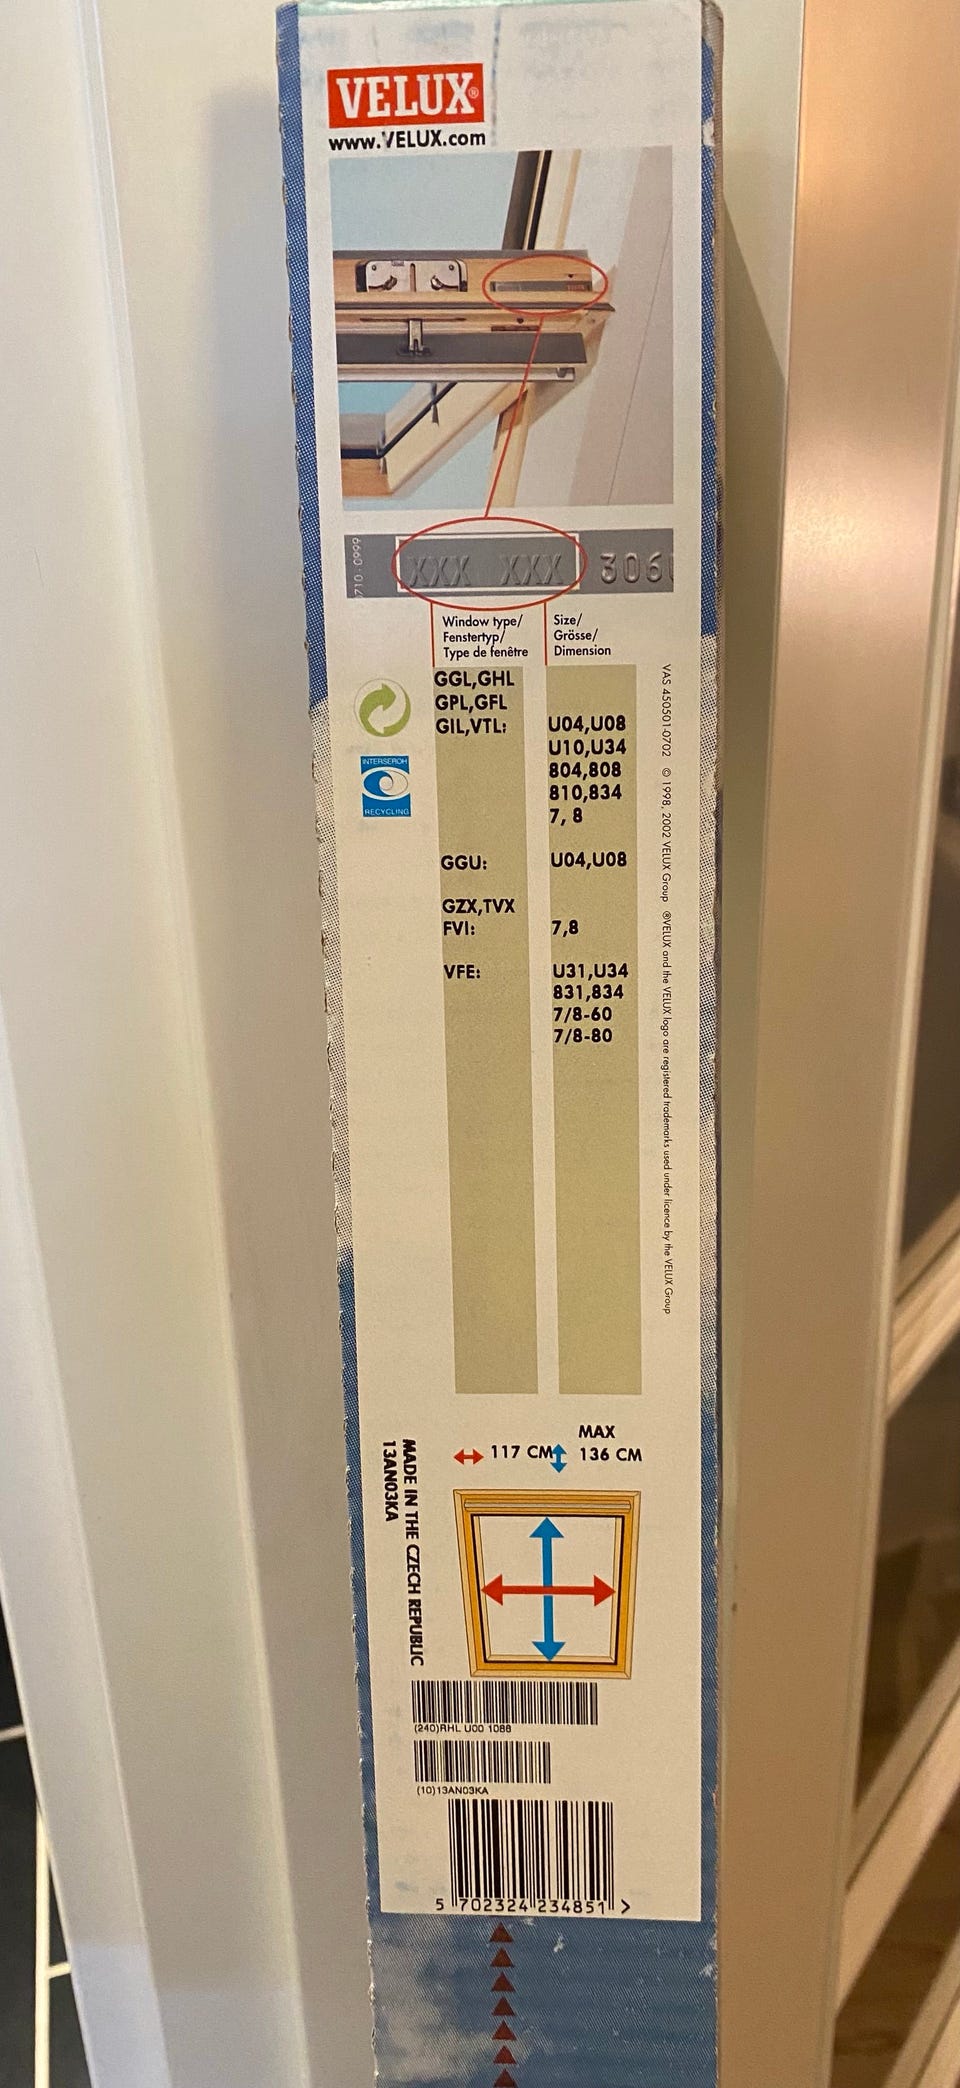 VELUX®
www.VELUX.com
710·0999
XXX XXX 306
Window type/
Fenstertyp/
Type de fenêtre
Size/
Grösse/
Dimension
GGL,GHL
GPL,GFL
GIL,VTL:
U04,U08
U10,U34
804,808
810,834
7, 8
GGU:
U04,U08
GZX,TVX
FVI:
7,8
VFE:
U31,U34
831,834
7/8-60
7/8-80
INTERSEROH
RECYCLING
VAS 450501-0702 © 1998, 2002 VELUX Group ®VELUX and the VELUX logo are registered trademarks used under licence by the VELUX Group
117 CM
MAX
136 CM
MADE IN THE CZECH REPUBLIC
13AN03KA
(240)RHL U00 1088
(10)13AN03KA
5 702324 234851 >